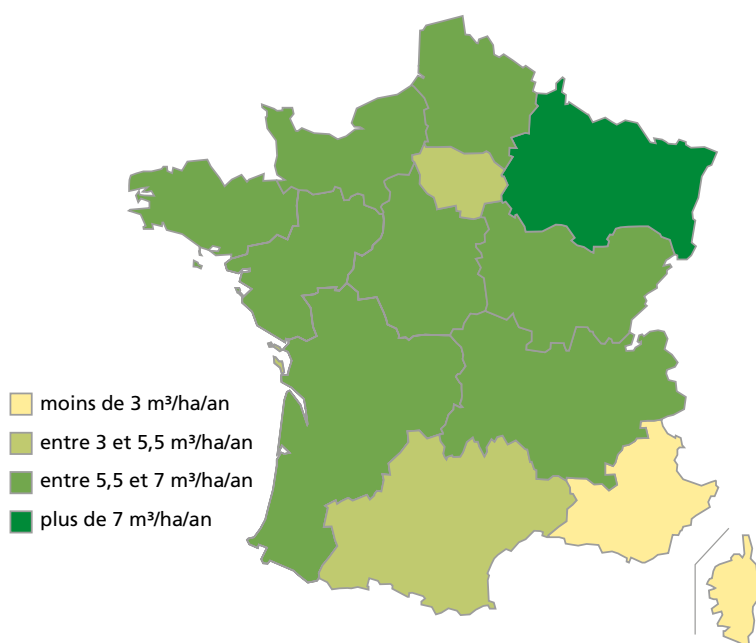 moins de 3 m³/ha/an
entre 3 et 5,5 m³/ha/an
entre 5,5 et 7 m³/ha/an
plus de 7 m³/ha/an